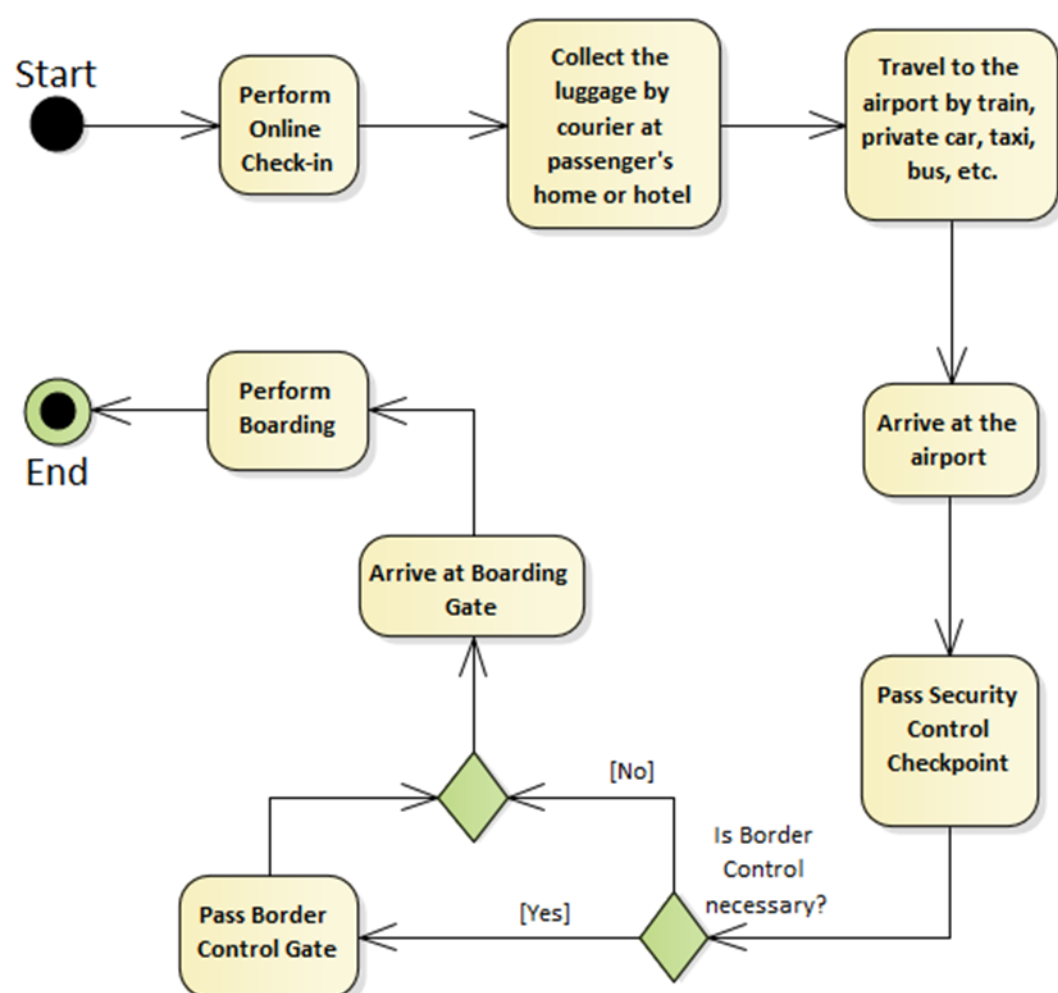 Start
Perform
Online
Check-in
Collect the
luggage by
courier at
passenger's
home or hotel
Travel to the
airport by train,
private car, taxi,
bus, etc.
Arrive at the
airport
Pass Security
Control
Checkpoint
Is Border
Control
necessary?
[Yes]
[No]
Pass Border
Control Gate
Arrive at Boarding
Gate
Perform
Boarding
End